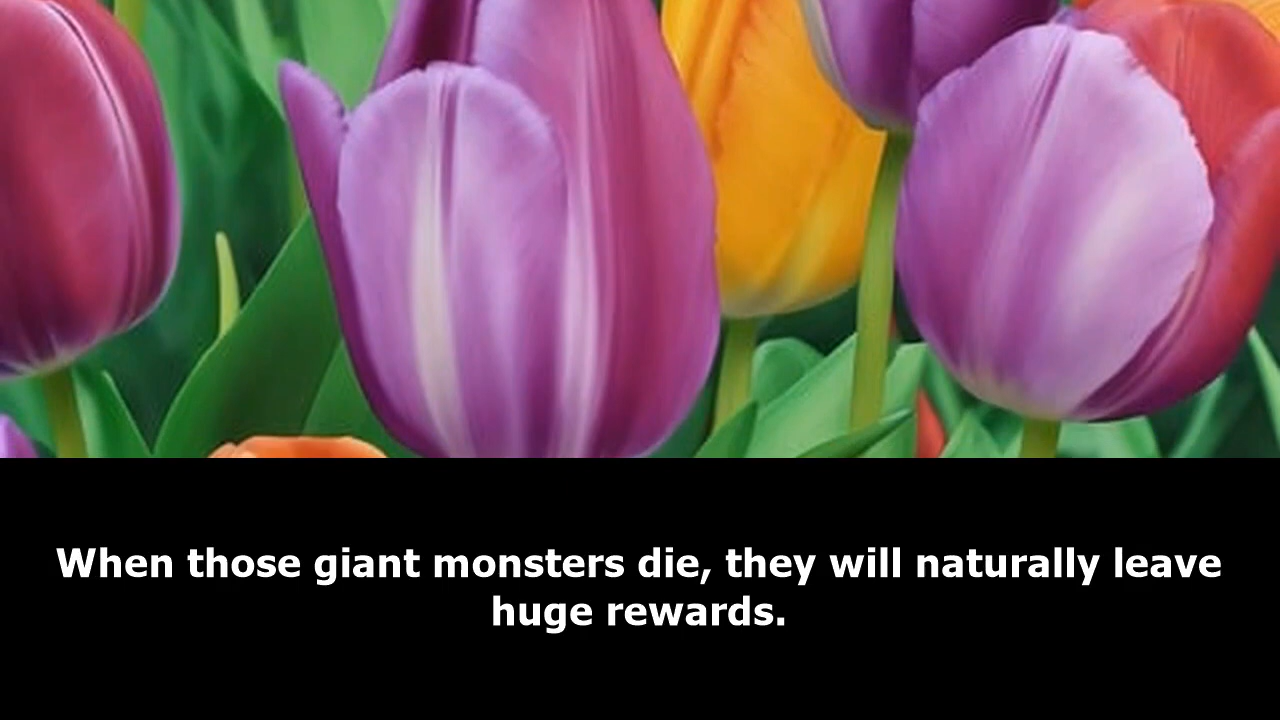 When those giant monsters die, they will naturally leave
huge rewards.